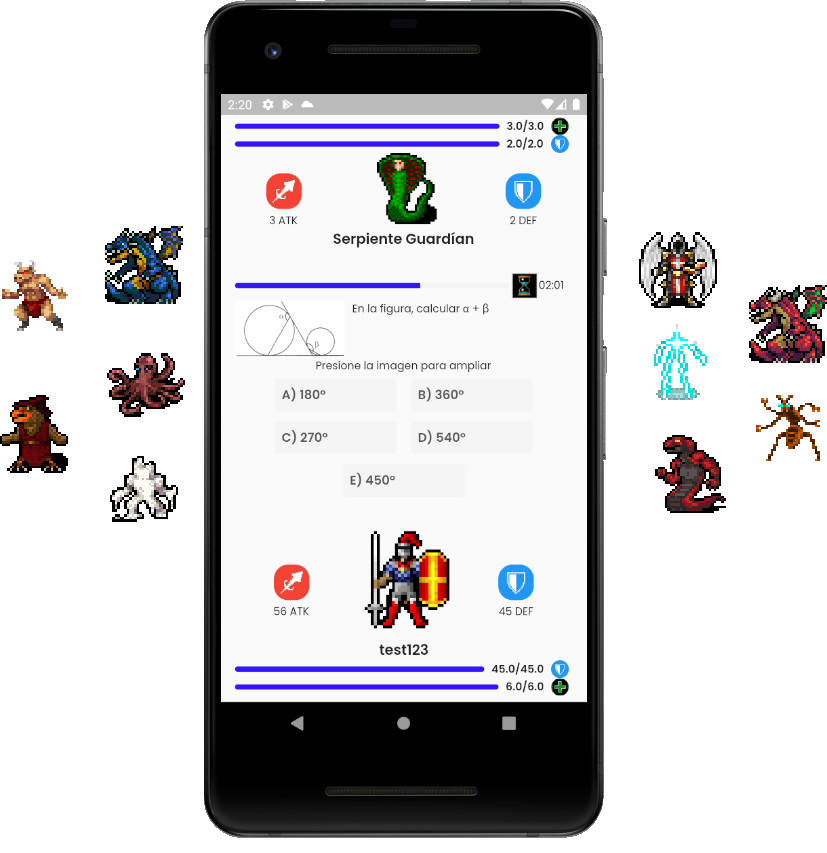 2:20
3.0/3.0
2.0/2.0
3 ATK
2 DEF
Serpiente Guardían
02:01
En la figura, calcular α + β
α
β
Presione la imagen para ampliar
A) 180º
B) 360º
C) 270º
D) 540º
E) 450º
56 ATK
45 DEF
test123
45.0/45.0
6.0/6.0